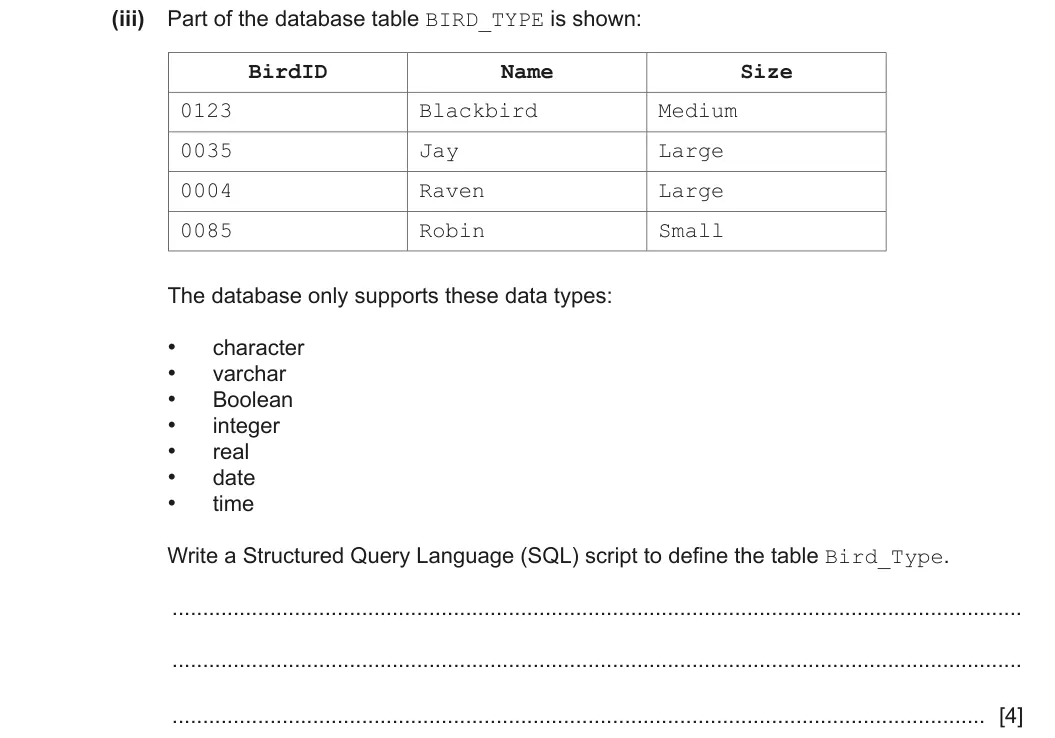 (iii) Part of the database table BIRD_TYPE is shown:
BirdID Name Size
0123 Blackbird Medium
0035 Jay Large
0004 Raven Large
0085 Robin Small
The database only supports these data types:
• character
• varchar
• Boolean
• integer
• real
• date
• time
Write a Structured Query Language (SQL) script to define the table Bird_Type.
[4]